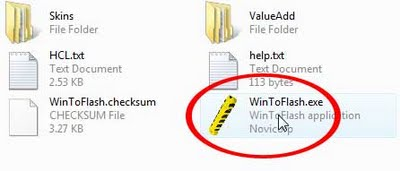 Skins
File Folder
ValueAdd
File Folder
HCL.txt
Text Document
2.53 KB
help.txt
Text Document
113 bytes
WinToFlash.checksum
CHECKSUM File
3.27 KB
WinToFlash.exe
WinToFlash application